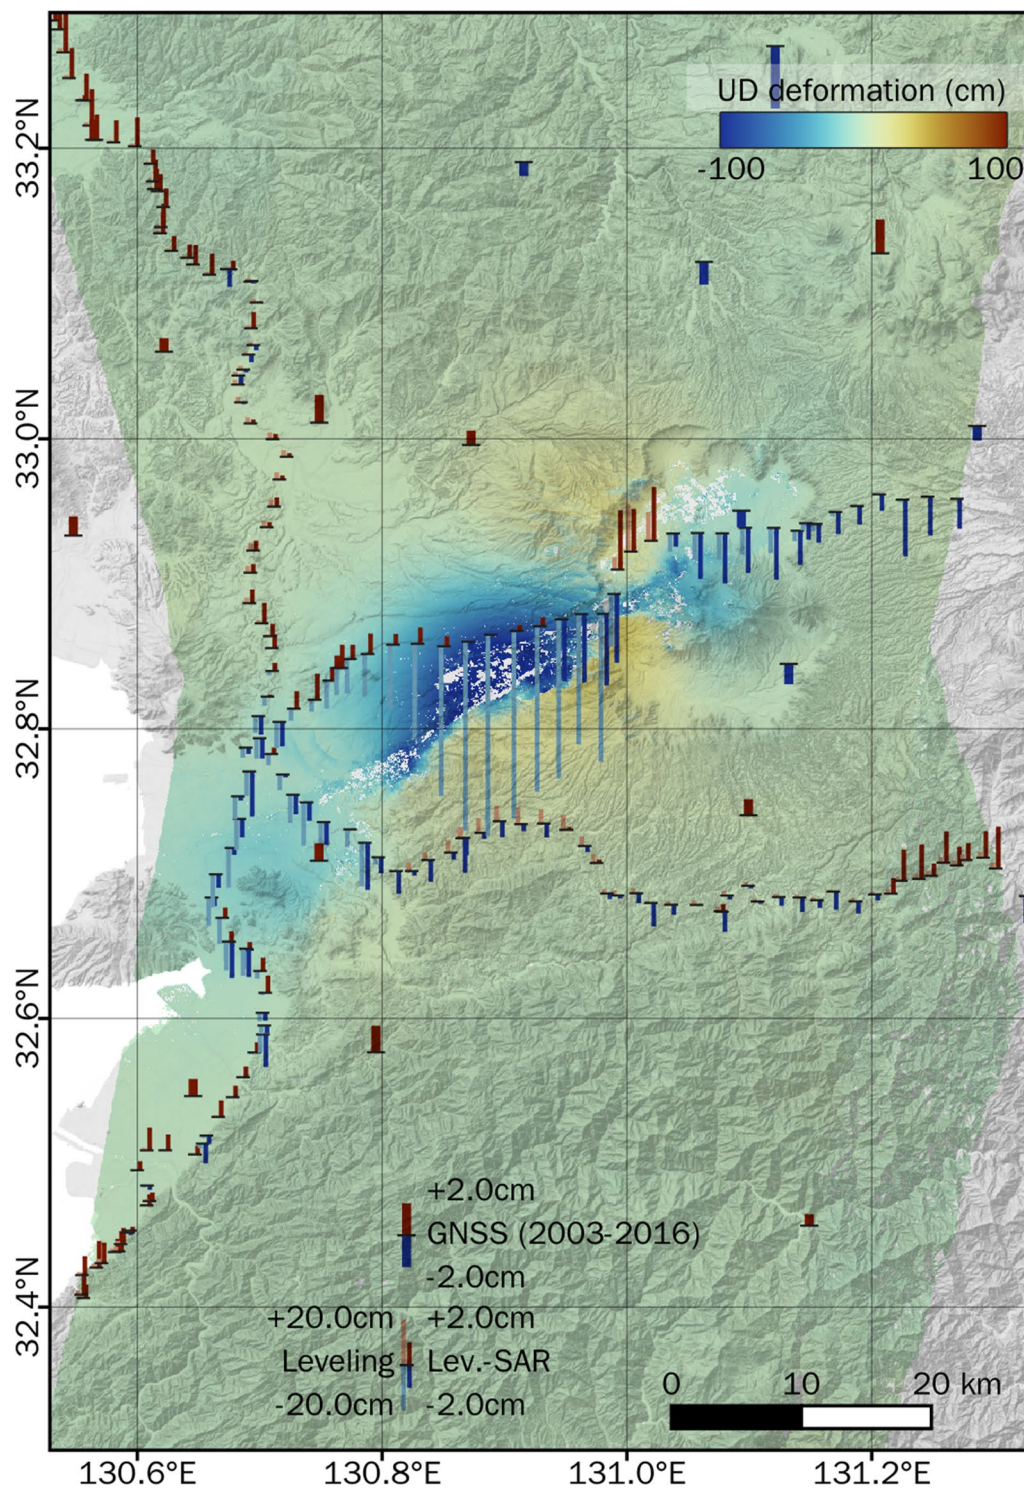 UD deformation (cm)
-100 100
33.2°N
33.0°N
32.8°N
32.6°N
32.4°N
+2.0cm
GNSS (2003-2016)
-2.0cm
+20.0cm +2.0cm
Leveling Lev.-SAR
-20.0cm -2.0cm
0 10 20 km
130.6°E 130.8°E 131.0°E 131.2°E